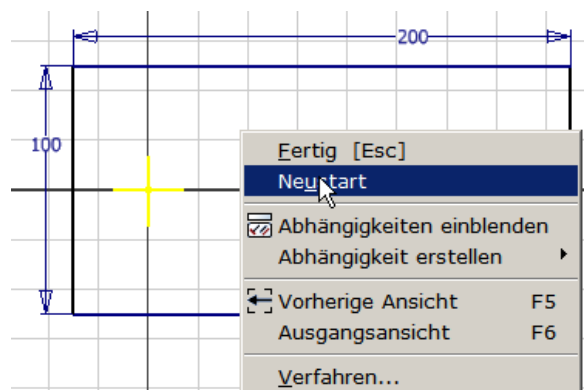 200
100
Fertig [Esc]
Neustart
Abhängigkeiten einblenden
Abhängigkeit erstellen
Vorherige Ansicht F5
Ausgangsansicht F6
Verfahren...